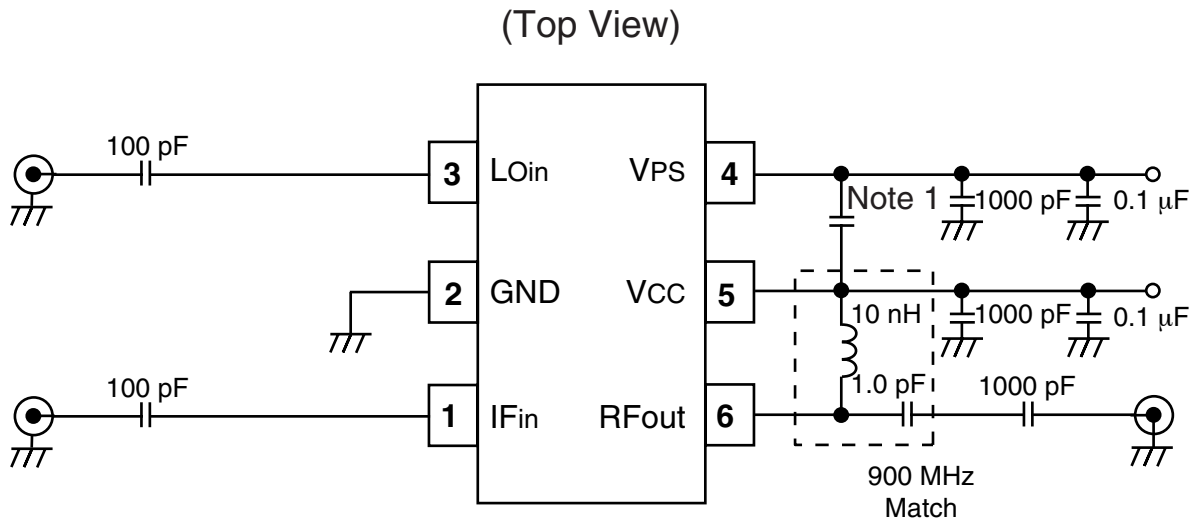 (Top View)
100 pF
3 LOin VPS 4
Note 1 1000 pF 0.1 μF
2 GND VCC 5
10 nH 1000 pF 0.1 μF
100 pF
1.0 pF 1000 pF
1 IFin RFout 6
900 MHz
Match